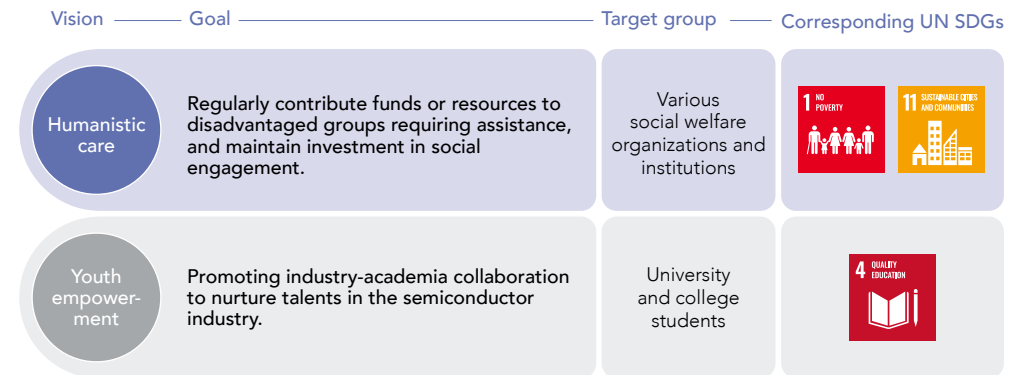 Vision
Goal
Target group
Corresponding UN SDGs
Humanistic
care
Regularly contribute funds or resources to
disadvantaged groups requiring assistance,
and maintain investment in social
engagement.
Various
social welfare
organizations and
institutions
1 NO
POVERTY
11 SUSTAINABLE CITIES
AND COMMUNITIES
Youth
empower-
ment
Promoting industry-academia collaboration
to nurture talents in the semiconductor
industry.
University
and college
students
4 QUALITY
EDUCATION